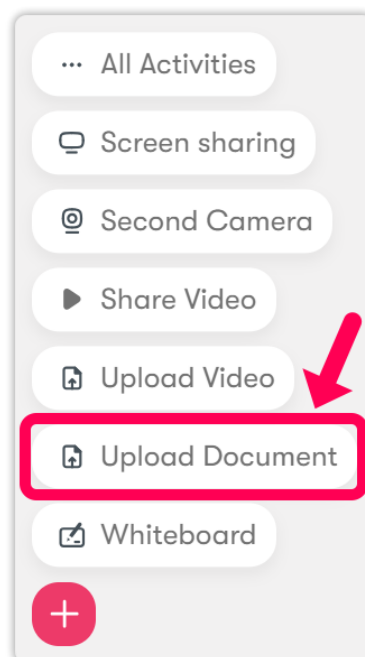 All Activities
Screen sharing
Second Camera
Share Video
Upload Video
Upload Document
Whiteboard